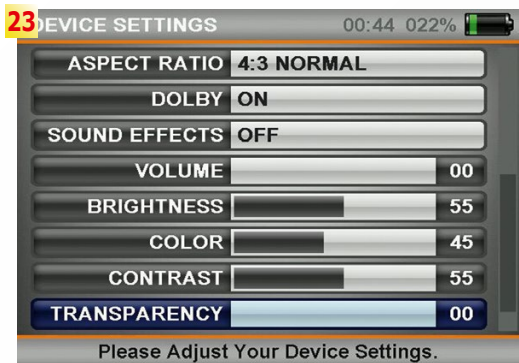 23 DEVICE SETTINGS 00:44 022%
ASPECT RATIO 4:3 NORMAL
DOLBY ON
SOUND EFFECTS OFF
VOLUME 00
BRIGHTNESS 55
COLOR 45
CONTRAST 55
TRANSPARENCY 00
Please Adjust Your Device Settings.